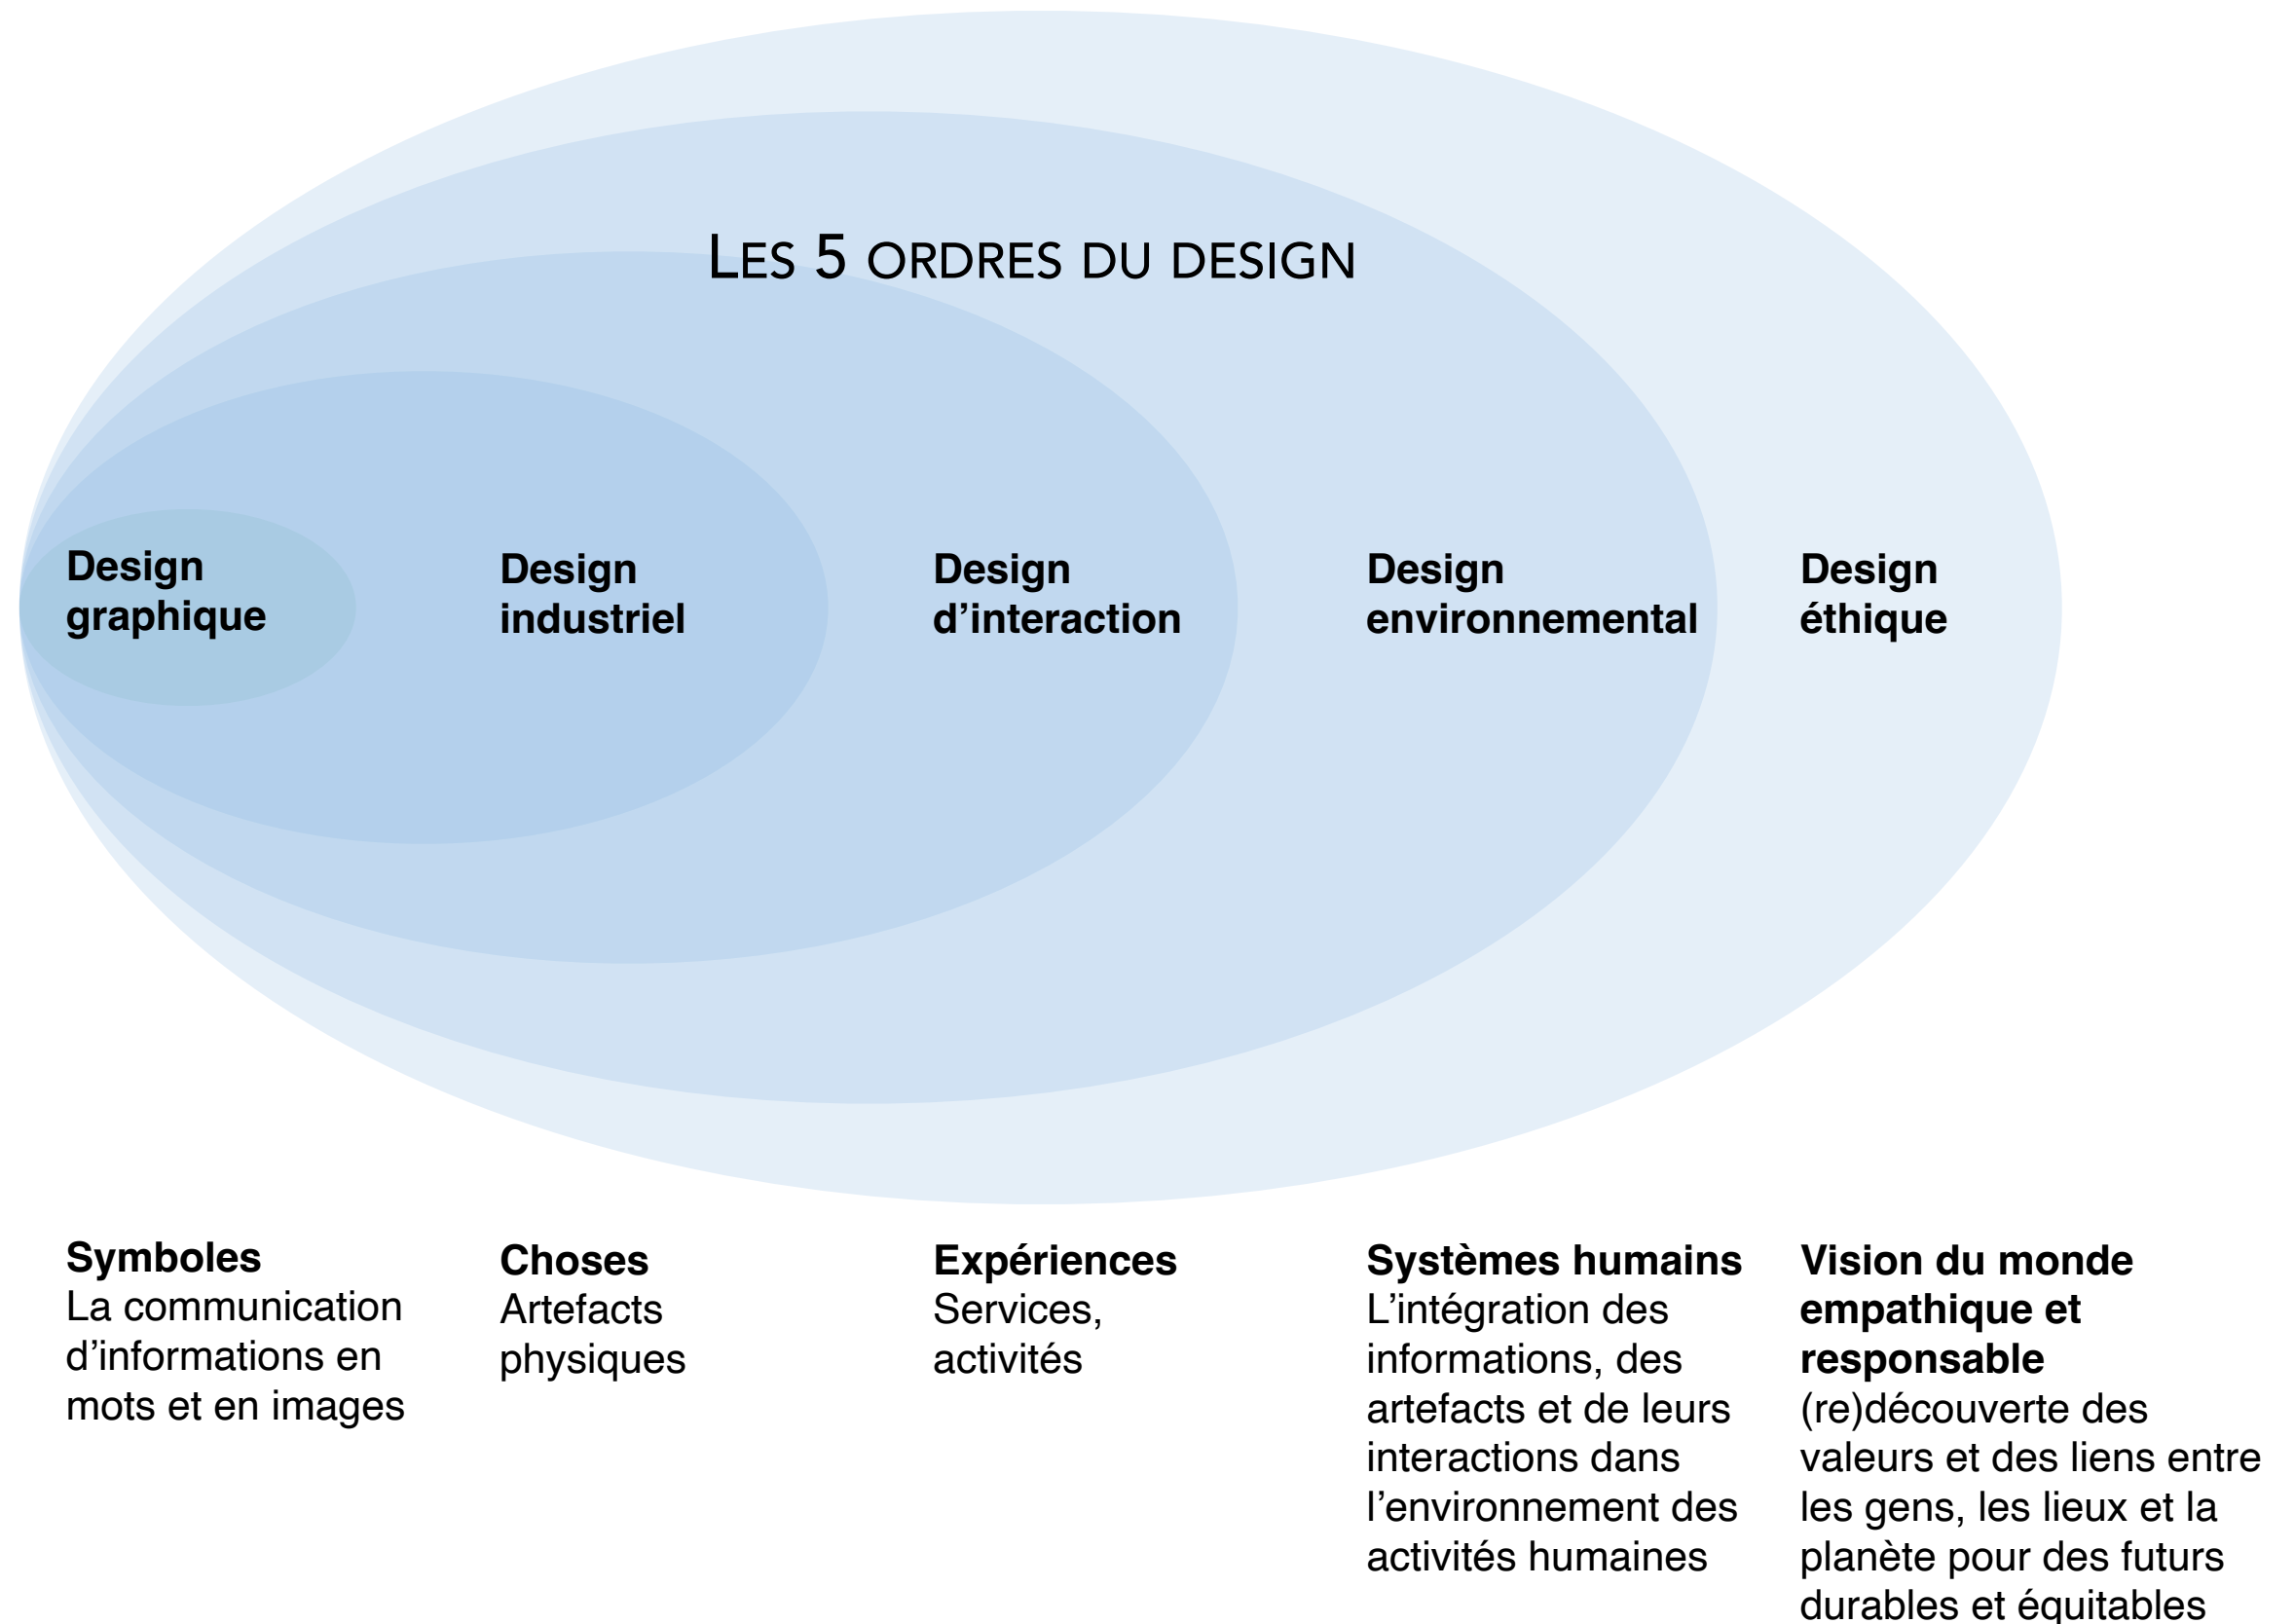 LES 5 ORDRES DU DESIGN
Design
graphique
Design
industriel
Design
d’interaction
Design
environnemental
Design
éthique
Symboles
La communication
d’informations en
mots et en images
Choses
Artefacts
physiques
Expériences
Services,
activités
Systèmes humains
L’intégration des
informations, des
artefacts et de leurs
interactions dans
l’environnement des
activités humaines
Vision du monde
empathique et
responsable
(re)découverte des
valeurs et des liens entre
les gens, les lieux et la
planète pour des futurs
durables et équitables